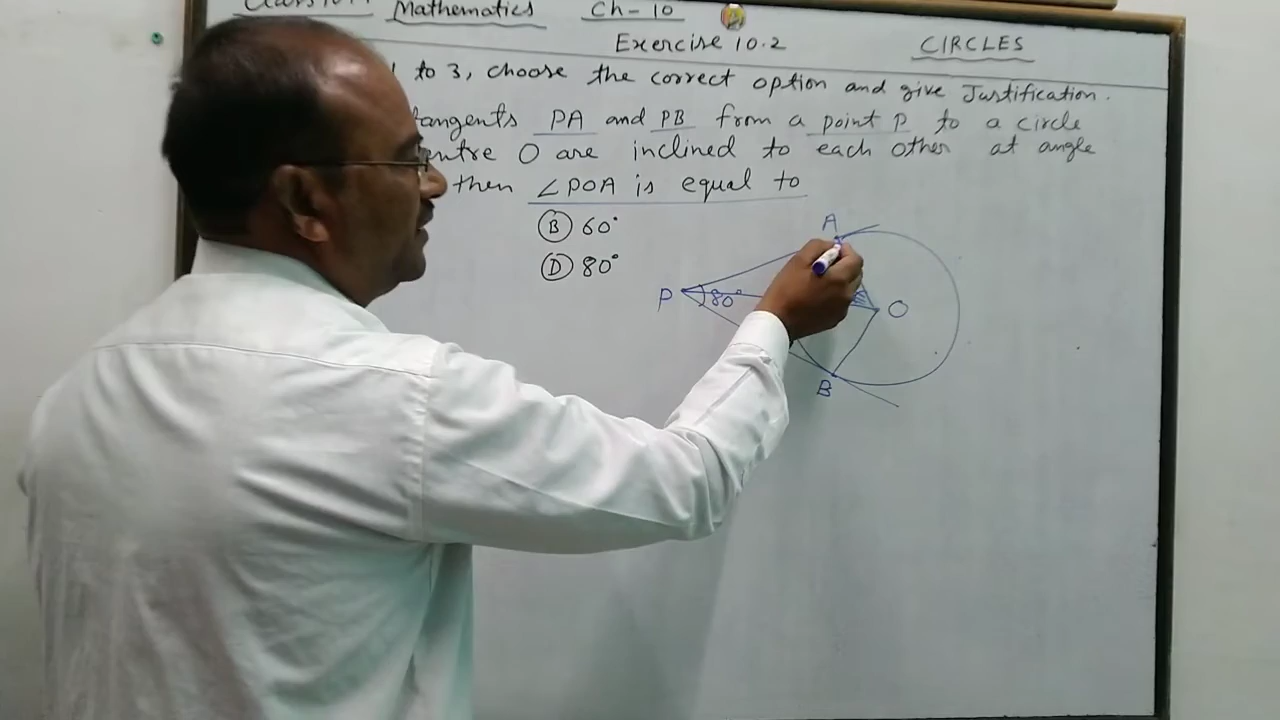 Mathematics Ch-10
Exercise 10.2 CIRCLES
1 to 3, choose the correct option and give Justification.
tangents PA and PB from a point P to a circle
entre O are inclined to each other at angle
then ∠POA is equal to
(B) 60°
(D) 80°
A
P 80° O
B